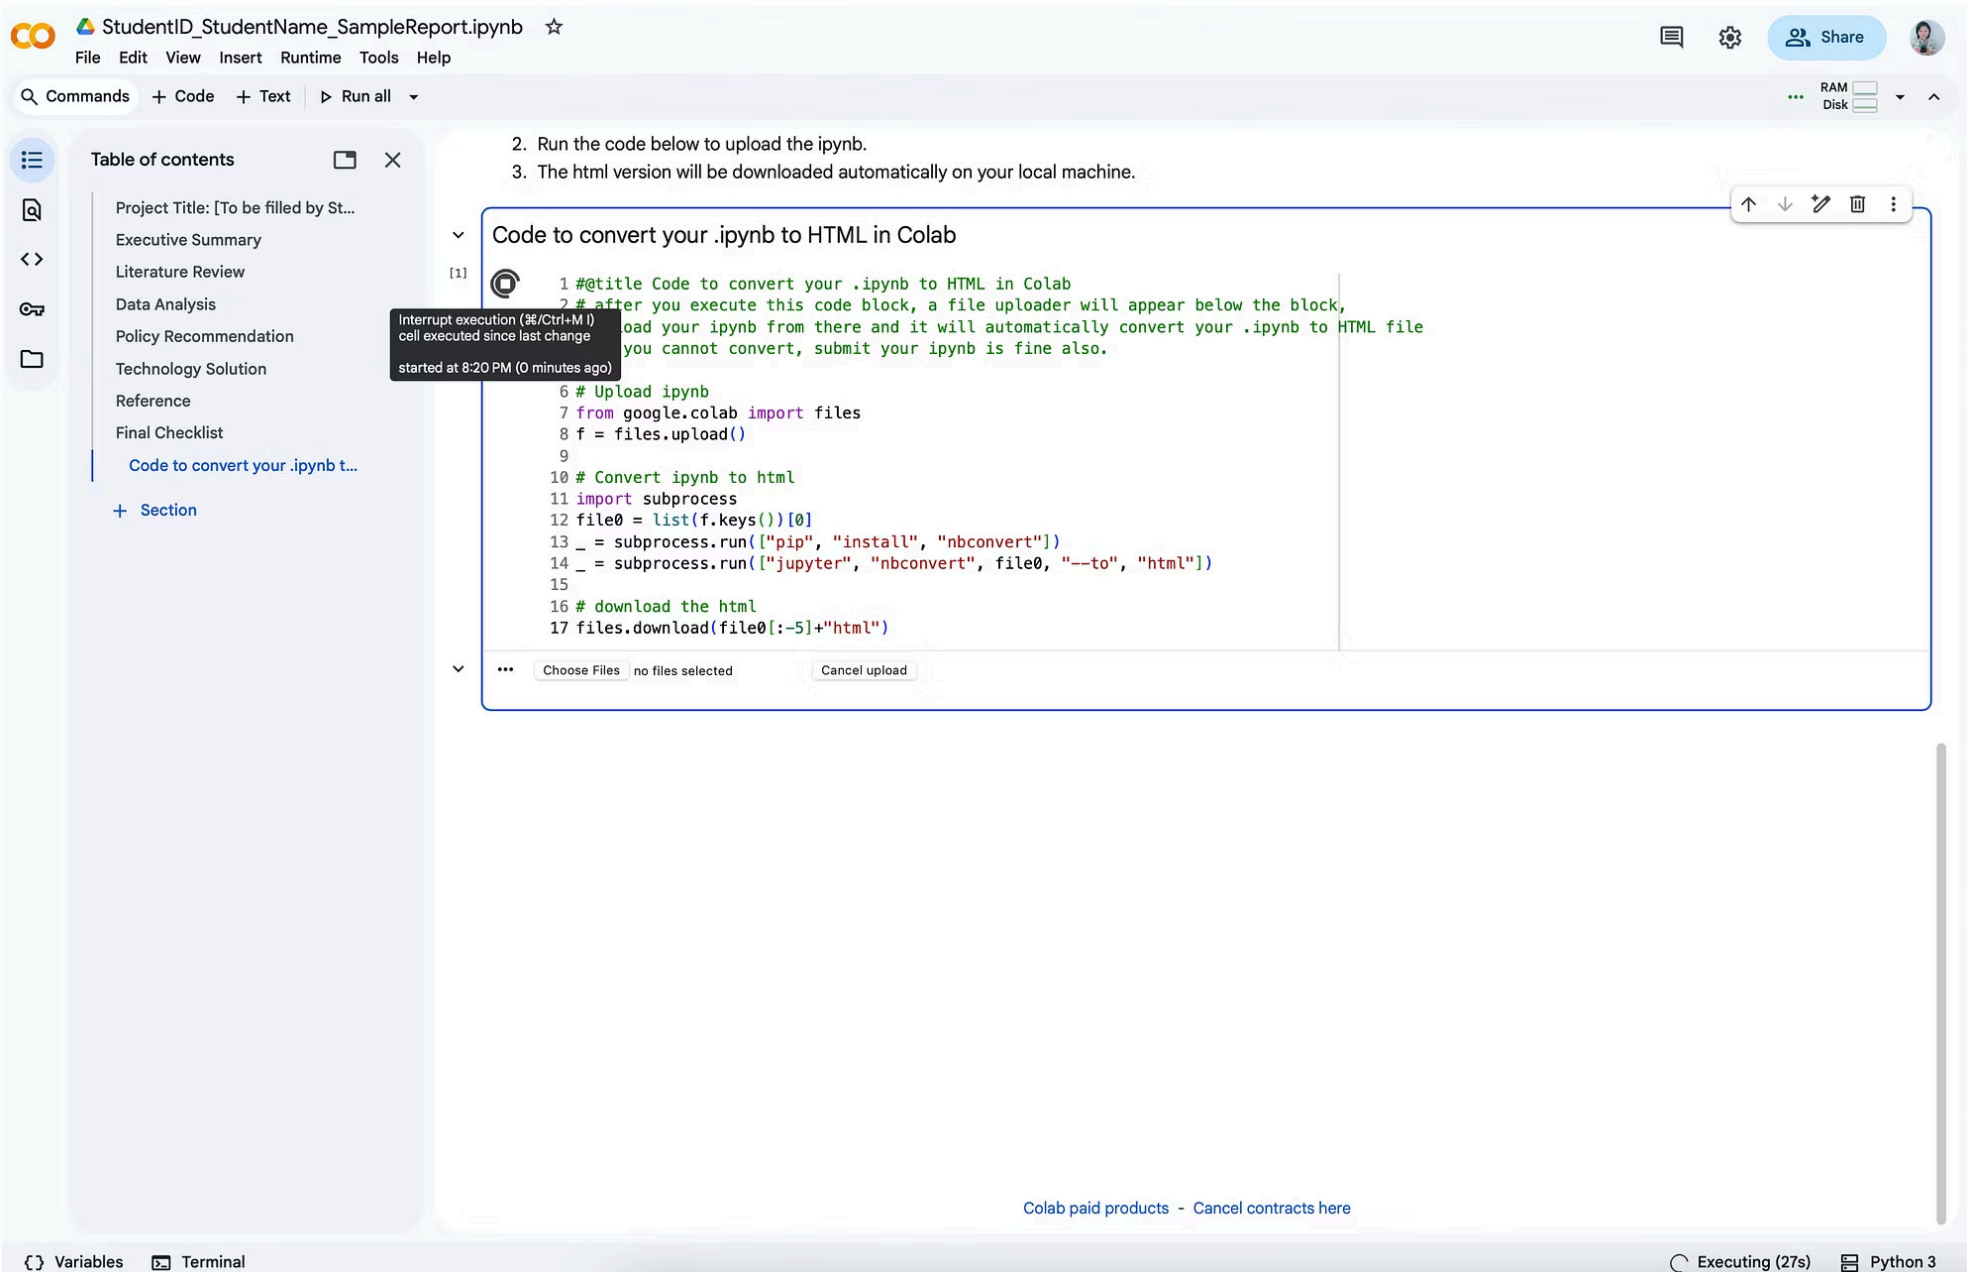 StudentID_StudentName_SampleReport.ipynb
File Edit View Insert Runtime Tools Help
Share
Commands + Code + Text Run all
RAM
Disk
Table of contents
Project Title: [To be filled by St...
Executive Summary
Literature Review
Data Analysis
Policy Recommendation
Technology Solution
Reference
Final Checklist
Code to convert your .ipynb t...
+ Section
2. Run the code below to upload the ipynb.
3. The html version will be downloaded automatically on your local machine.
Code to convert your .ipynb to HTML in Colab
[1]
1 #@title Code to convert your .ipynb to HTML in Colab
2 # after you execute this code block, a file uploader will appear below the block,
load your ipynb from there and it will automatically convert your .ipynb to HTML file
you cannot convert, submit your ipynb is fine also.
Interrupt execution (⌘/Ctrl+M I)
cell executed since last change
started at 8:20 PM (0 minutes ago)
6 # Upload ipynb
7 from google.colab import files
8 f = files.upload()
9
10 # Convert ipynb to html
11 import subprocess
12 file0 = list(f.keys())[0]
13 _ = subprocess.run(["pip", "install", "nbconvert"])
14 _ = subprocess.run(["jupyter", "nbconvert", file0, "--to", "html"])
15
16 # download the html
17 files.download(file0[:-5]+"html")
Choose Files no files selected Cancel upload
Colab paid products - Cancel contracts here
{} Variables Terminal
Executing (27s) Python 3